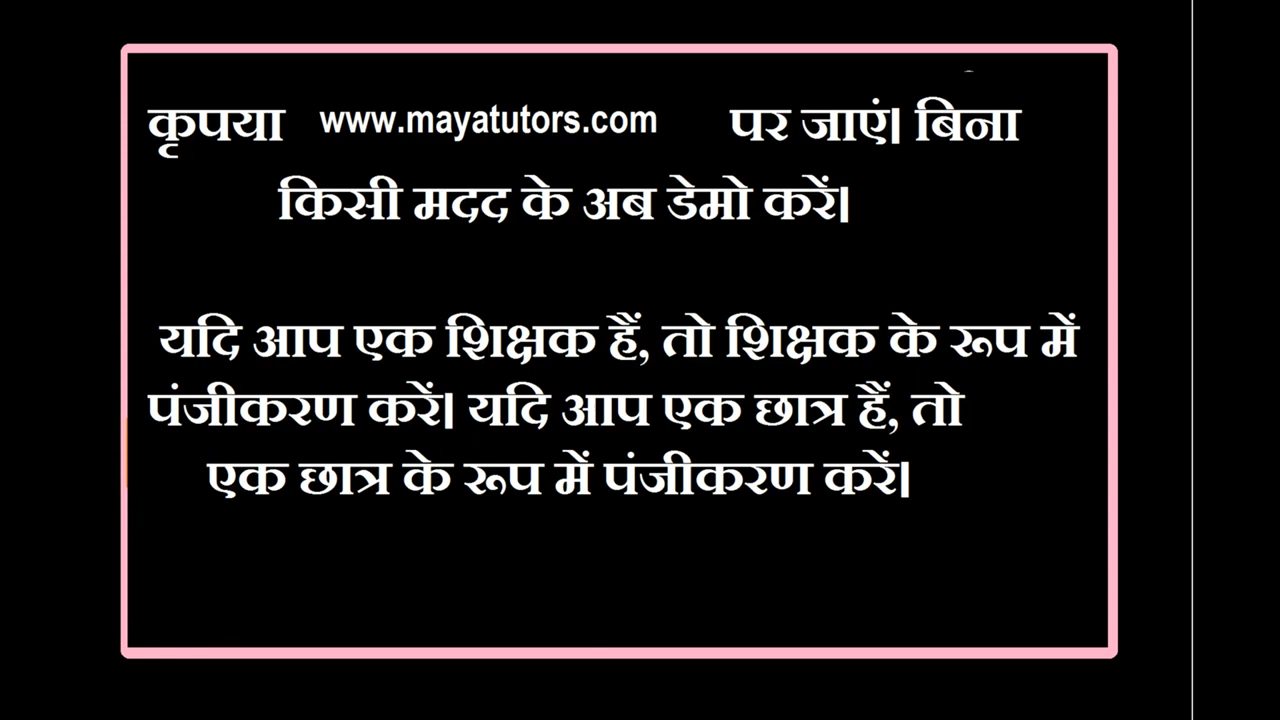 कृपया www.mayatutors.com पर जाएं। बिना
किसी मदद के अब डेमो करें।
यदि आप एक शिक्षक हैं, तो शिक्षक के रूप में
पंजीकरण करें। यदि आप एक छात्र हैं, तो
एक छात्र के रूप में पंजीकरण करें।